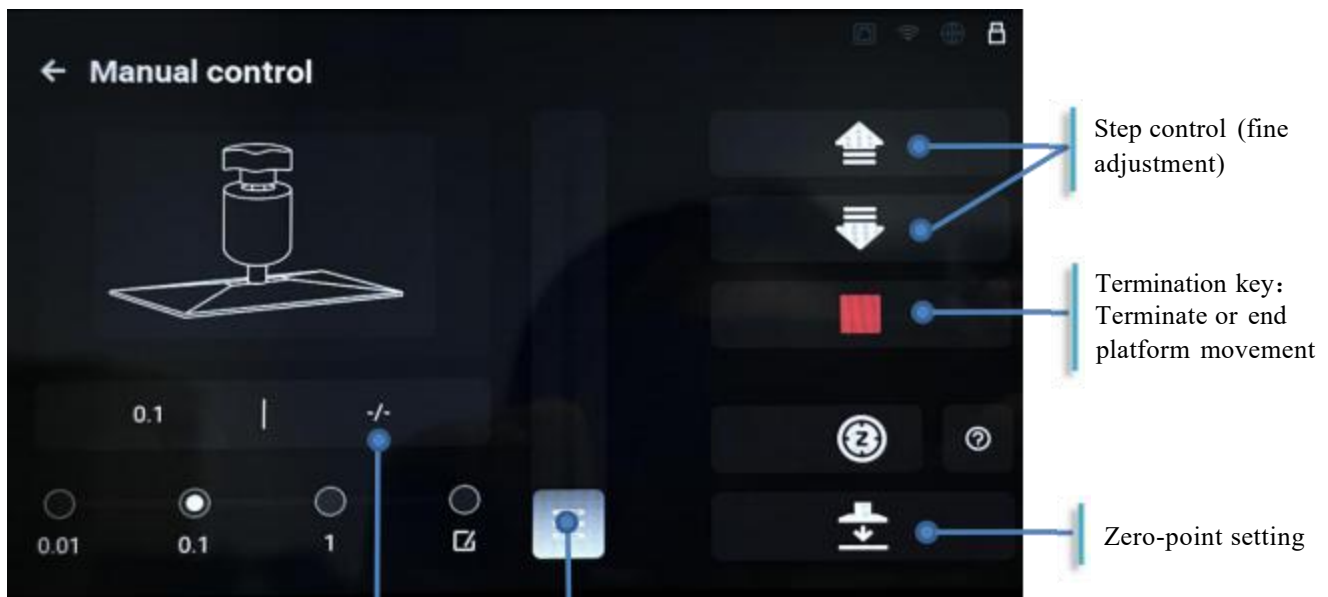 Manual control
Step control (fine
adjustment)
Termination key：
Terminate or end
platform movement
0.1 | -/-
Z
?
0.01 0.1 1
Zero-point setting